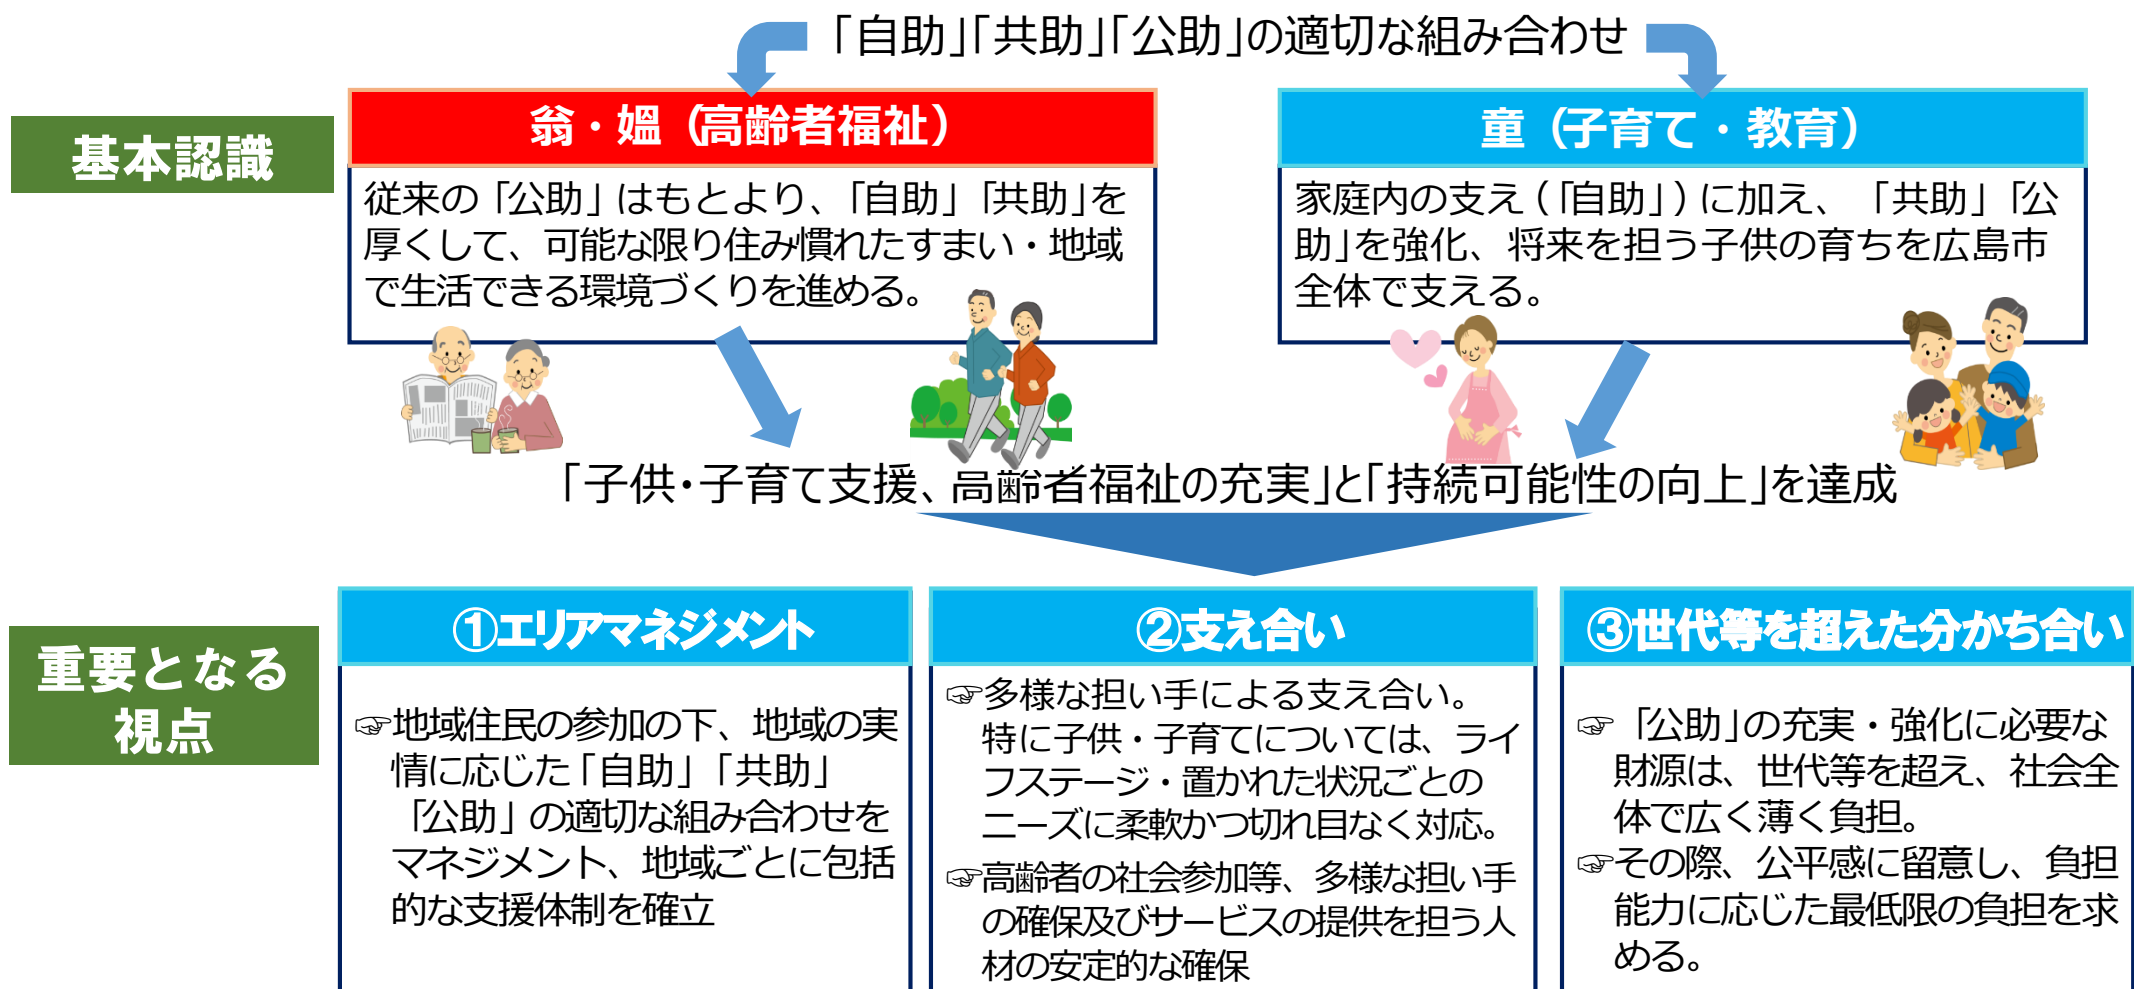 「自助」「共助」「公助」の適切な組み合わせ
基本認識
翁・媼（高齢者福祉）
従来の「公助」はもとより、「自助」「共助」を
厚くして、可能な限り住み慣れたすまい・地域
で生活できる環境づくりを進める。
童（子育て・教育）
家庭内の支え（「自助」）に加え、「共助」「公
助」を強化、将来を担う子供の育ちを広島市
全体で支える。
「子供・子育て支援、高齢者福祉の充実」と「持続可能性の向上」を達成
重要となる
視点
①エリアマネジメント
☞地域住民の参加の下、地域の実
情に応じた「自助」「共助」
「公助」の適切な組み合わせを
マネジメント、地域ごとに包括
的な支援体制を確立
②支え合い
☞多様な担い手による支え合い。
特に子供・子育てについては、ライ
フステージ・置かれた状況ごとの
ニーズに柔軟かつ切れ目なく対応。
☞高齢者の社会参加等、多様な担い手
の確保及びサービスの提供を担う人
材の安定的な確保
③世代等を超えた分かち合い
☞「公助」の充実・強化に必要な
財源は、世代等を超え、社会全
体で広く薄く負担。
☞その際、公平感に留意し、負担
能力に応じた最低限の負担を求
める。